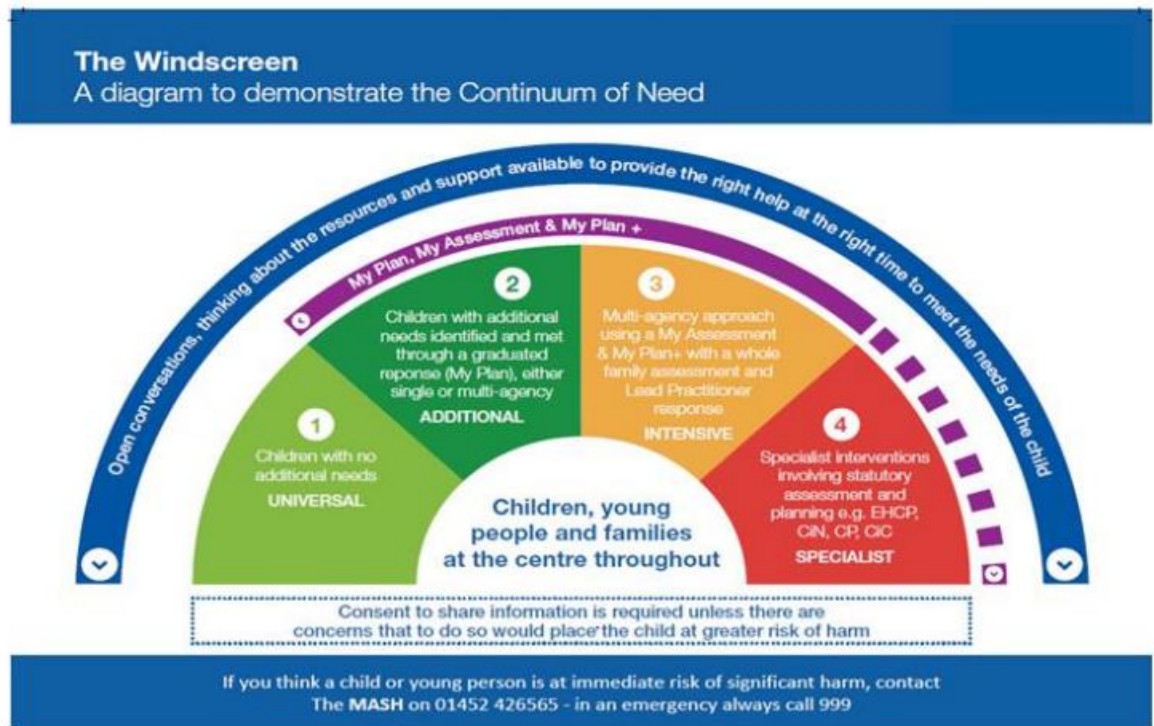 The Windscreen
A diagram to demonstrate the Continuum of Need
Open conversations, thinking about the resources and support available to provide the right help at the right time to meet the needs of the child
My Plan, My Assessment & My Plan +
1
Children with no
additional needs
UNIVERSAL
2
Children with additional
needs identified and met
through a graduated
reponse (My Plan), either
single or multi-agency
ADDITIONAL
3
Multi-agency approach
using a My Assessment
& My Plan+ with a whole
family assessment and
Lead Practitioner
response
INTENSIVE
4
Specialist interventions
involving statutory
assessment and
planning e.g. EHCP,
CiN, CP, CiC
SPECIALIST
Children, young
people and families
at the centre throughout
Consent to share information is required unless there are
concerns that to do so would place the child at greater risk of harm
If you think a child or young person is at immediate risk of significant harm, contact
The MASH on 01452 426565 - in an emergency always call 999